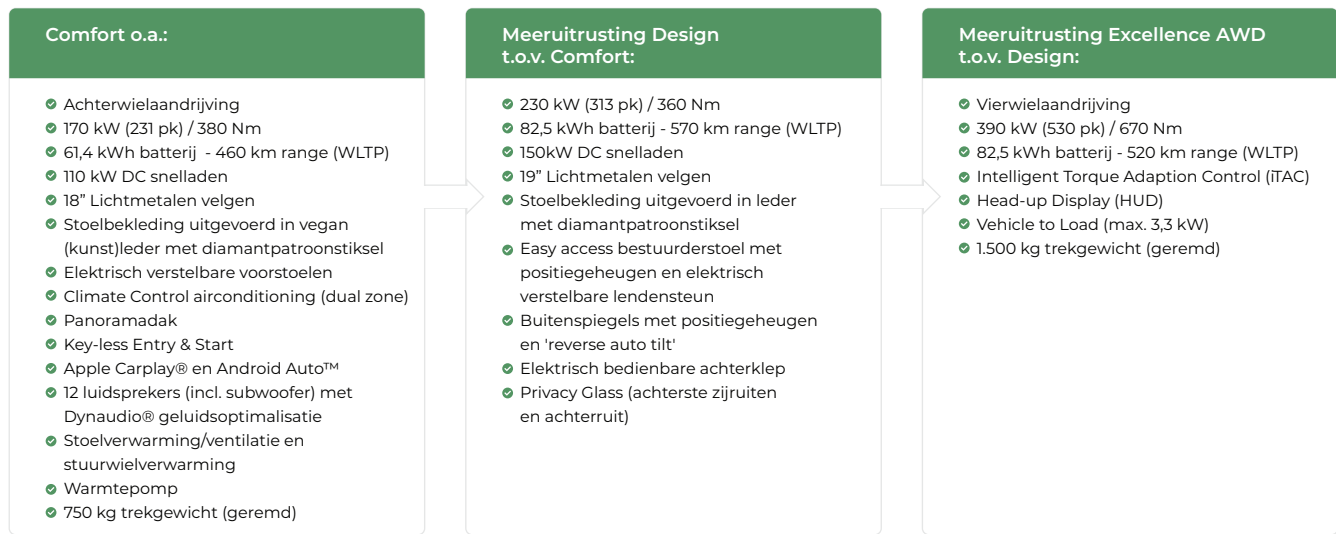 Comfort o.a.:
Achterwielaandrijving
170 kW (231 pk) / 380 Nm
61,4 kWh batterij - 460 km range (WLTP)
110 kW DC snelladen
18” Lichtmetalen velgen
Stoelbekleding uitgevoerd in vegan
(kunst)leder met diamantpatroonstiksel
Elektrisch verstelbare voorstoelen
Climate Control airconditioning (dual zone)
Panoramadak
Key-less Entry & Start
Apple Carplay® en Android Auto™
12 luidsprekers (incl. subwoofer) met
Dynaudio® geluidsoptimalisatie
Stoelverwarming/ventilatie en
stuurwielverwarming
Warmtepomp
750 kg trekgewicht (geremd)
Meeruitrusting Design
t.o.v. Comfort:
230 kW (313 pk) / 360 Nm
82,5 kWh batterij - 570 km range (WLTP)
150kW DC snelladen
19” Lichtmetalen velgen
Stoelbekleding uitgevoerd in leder
met diamantpatroonstiksel
Easy access bestuurderstoel met
positiegeheugen en elektrisch
verstelbare lendensteun
Buitenspiegels met positiegeheugen
en 'reverse auto tilt'
Elektrisch bedienbare achterklep
Privacy Glass (achterste zijruiten
en achterruit)
Meeruitrusting Excellence AWD
t.o.v. Design:
Vierwielaandrijving
390 kW (530 pk) / 670 Nm
82,5 kWh batterij - 520 km range (WLTP)
Intelligent Torque Adaption Control (iTAC)
Head-up Display (HUD)
Vehicle to Load (max. 3,3 kW)
1.500 kg trekgewicht (geremd)